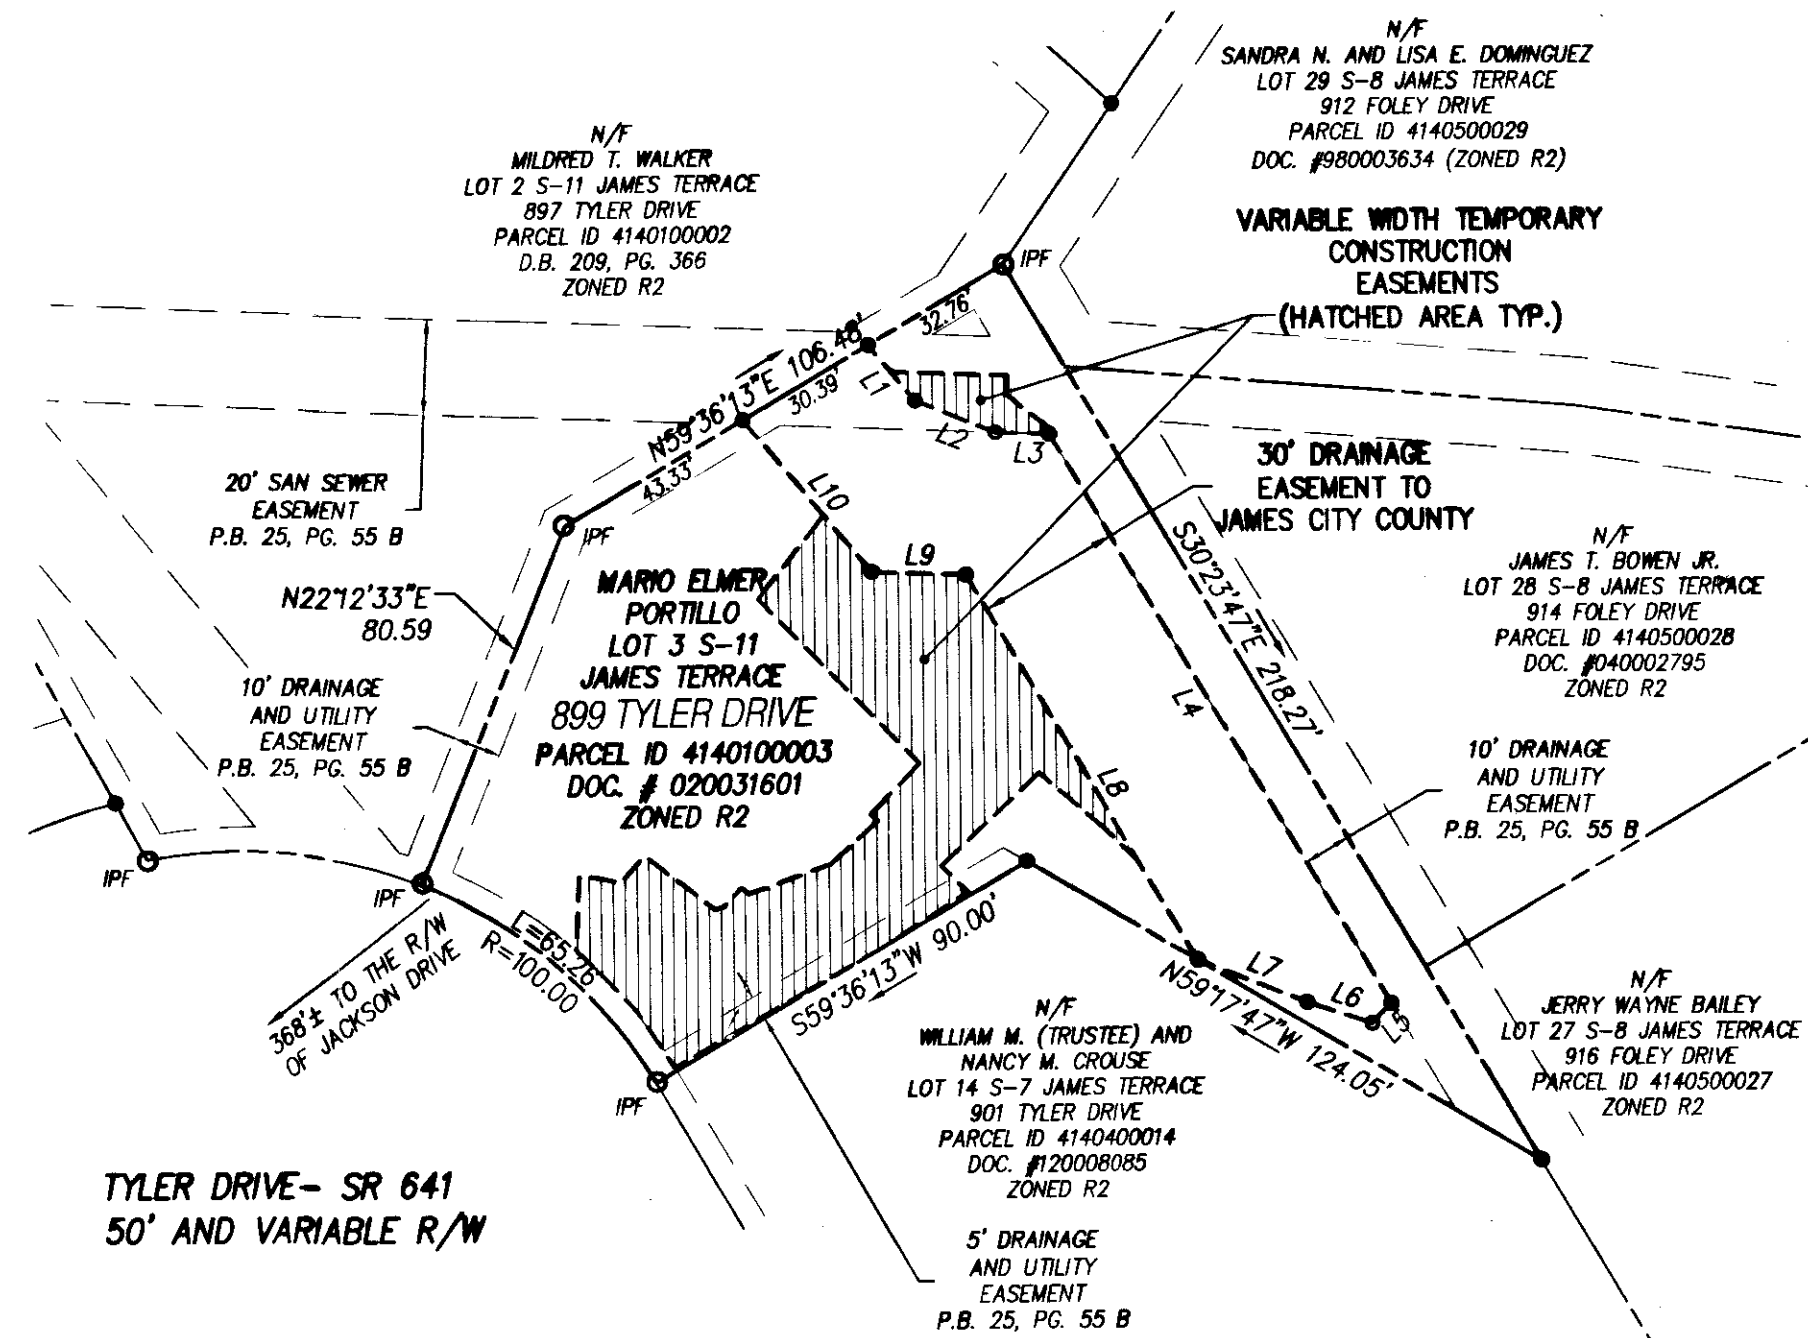 N/F
SANDRA N. AND LISA E. DOMINGUEZ
LOT 29 S-8 JAMES TERRACE
912 FOLEY DRIVE
PARCEL ID 4140500029
DOC. #980003634 (ZONED R2)
N/F
MILDRED T. WALKER
LOT 2 S-11 JAMES TERRACE
897 TYLER DRIVE
PARCEL ID 4140100002
D.B. 209, PG. 366
ZONED R2
VARIABLE WIDTH TEMPORARY
CONSTRUCTION
EASEMENTS
(HATCHED AREA TYP.)
IPF
32.76'
N59°36'13"E 106.48'
30.39'
43.33'
L1
L2
L3
30' DRAINAGE
EASEMENT TO
JAMES CITY COUNTY
20' SAN SEWER
EASEMENT
P.B. 25, PG. 55 B
IPF
L10
L9
N22°12'33"E
80.59
MARIO ELMER
PORTILLO
LOT 3 S-11
JAMES TERRACE
899 TYLER DRIVE
PARCEL ID 4140100003
DOC. # 020031601
ZONED R2
S30°23'47"E 218.27'
L4
N/F
JAMES T. BOWEN JR.
LOT 28 S-8 JAMES TERRACE
914 FOLEY DRIVE
PARCEL ID 4140500028
DOC. #040002795
ZONED R2
10' DRAINAGE
AND UTILITY
EASEMENT
P.B. 25, PG. 55 B
10' DRAINAGE
AND UTILITY
EASEMENT
P.B. 25, PG. 55 B
L8
IPF
IPF
L=65.26
R=100.00
368'± TO THE R/W
OF JACKSON DRIVE
S59°36'13"W 90.00'
L7
L6
L5
N59°17'47"W 124.05'
N/F
JERRY WAYNE BAILEY
LOT 27 S-8 JAMES TERRACE
916 FOLEY DRIVE
PARCEL ID 4140500027
ZONED R2
N/F
WILLIAM M. (TRUSTEE) AND
NANCY M. CROUSE
LOT 14 S-7 JAMES TERRACE
901 TYLER DRIVE
PARCEL ID 4140400014
DOC. #120008085
ZONED R2
IPF
TYLER DRIVE- SR 641
50' AND VARIABLE R/W
5' DRAINAGE
AND UTILITY
EASEMENT
P.B. 25, PG. 55 B